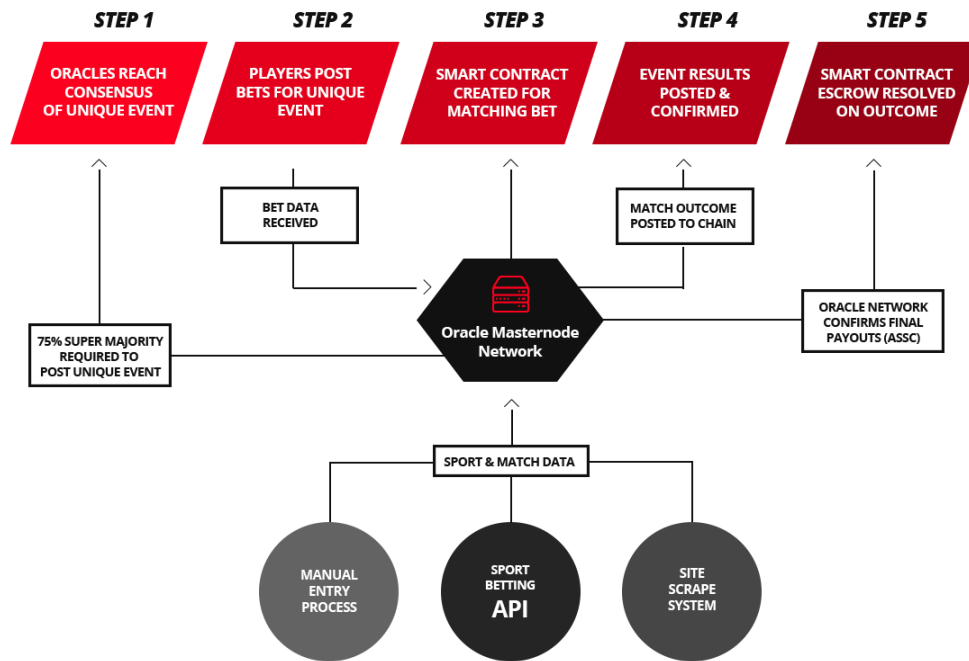 STEP 1
STEP 2
STEP 3
STEP 4
STEP 5
ORACLES REACH
CONSENSUS
OF UNIQUE EVENT
PLAYERS POST
BETS FOR UNIQUE
EVENT
SMART CONTRACT
CREATED FOR
MATCHING BET
EVENT RESULTS
POSTED &
CONFIRMED
SMART CONTRACT
ESCROW RESOLVED
ON OUTCOME
BET DATA
RECEIVED
MATCH OUTCOME
POSTED TO CHAIN
75% SUPER MAJORITY
REQUIRED TO
POST UNIQUE EVENT
Oracle Masternode
Network
ORACLE NETWORK
CONFIRMS FINAL
PAYOUTS (ASSC)
SPORT & MATCH DATA
MANUAL
ENTRY
PROCESS
SPORT
BETTING
API
SITE
SCRAPE
SYSTEM